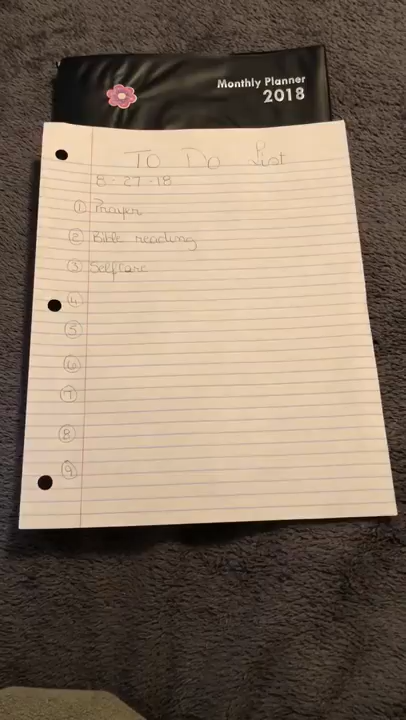 Monthly Planner
2018
To Do List
8-27-18
① Prayer
② Bible reading
③ Selfcare
④
⑤
⑥
⑦
⑧
⑨